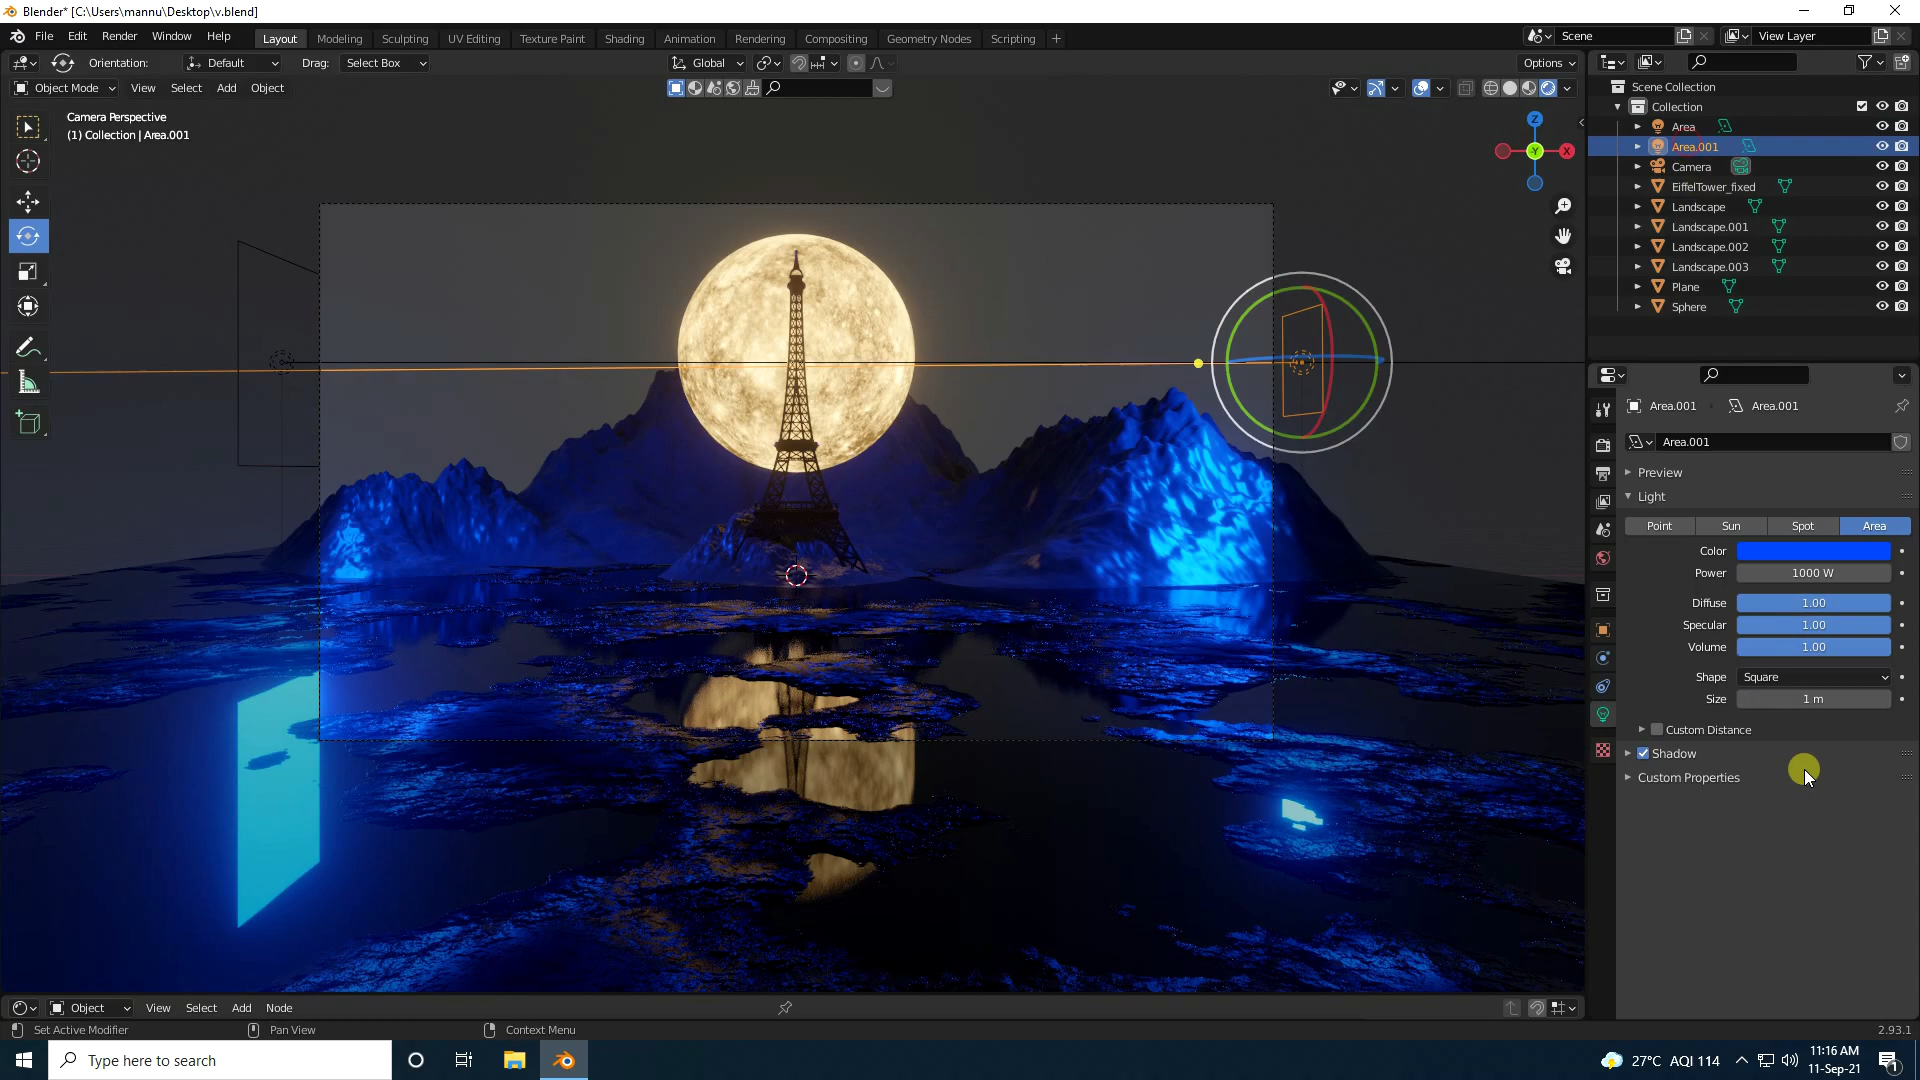 Blender* [C:\Users\mannu\Desktop\v.blend]
File Edit Render Window Help
Layout Modeling Sculpting UV Editing Texture Paint Shading Animation Rendering Compositing Geometry Nodes Scripting +
Scene
View Layer
Orientation: Default Drag: Select Box
Global
Options
Object Mode View Select Add Object
Camera Perspective
(1) Collection | Area.001
Z
Y
X
Scene Collection
Collection
Area
Area.001
Camera
EiffelTower_fixed
Landscape
Landscape.001
Landscape.002
Landscape.003
Plane
Sphere
Area.001 Area.001
Area.001
Preview
Light
Point Sun Spot Area
Color
Power 1000 W
Diffuse 1.00
Specular 1.00
Volume 1.00
Shape Square
Size 1 m
Custom Distance
Shadow
Custom Properties
Object View Select Add Node
Set Active Modifier Pan View Context Menu
2.93.1
Type here to search
27°C AQI 114
11:16 AM
11-Sep-21
1